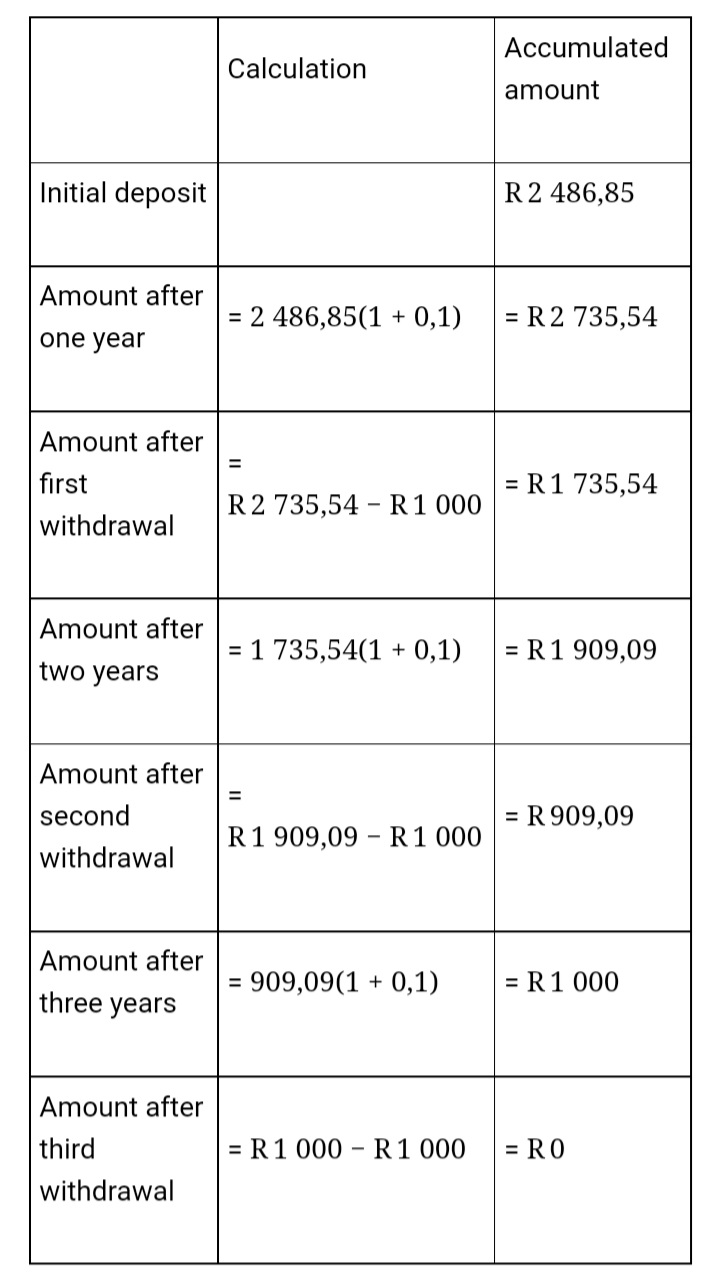 Calculation
Accumulated
amount
Initial deposit
R 2 486,85
Amount after
one year
= 2 486,85(1 + 0,1)
= R 2 735,54
Amount after
first
withdrawal
=
R 2 735,54 − R 1 000
= R 1 735,54
Amount after
two years
= 1 735,54(1 + 0,1)
= R 1 909,09
Amount after
second
withdrawal
=
R 1 909,09 − R 1 000
= R 909,09
Amount after
three years
= 909,09(1 + 0,1)
= R 1 000
Amount after
third
withdrawal
= R 1 000 − R 1 000
= R 0